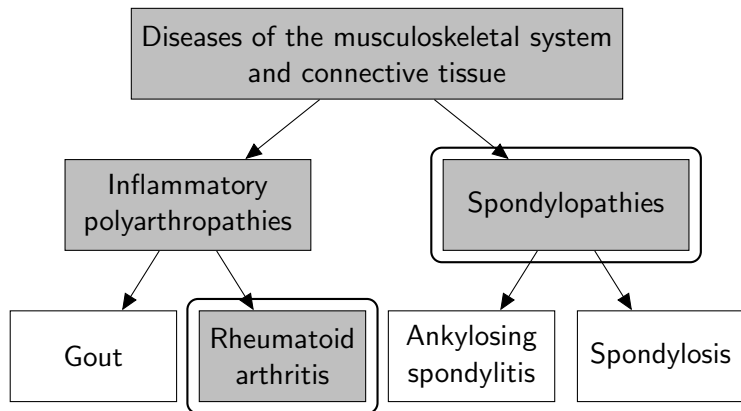 Diseases of the musculoskeletal system
and connective tissue
Inflammatory
polyarthropathies
Spondylopathies
Gout
Rheumatoid
arthritis
Ankylosing
spondylitis
Spondylosis